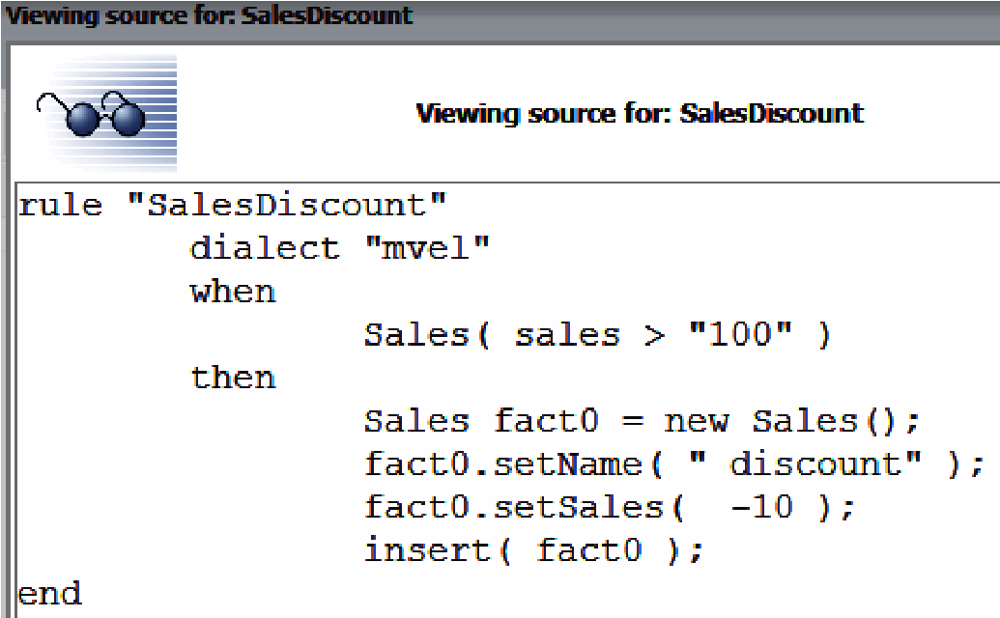 Viewing source for: SalesDiscount
Viewing source for: SalesDiscount
rule "SalesDiscount"
dialect "mvel"
when
Sales( sales > "100" )
then
Sales fact0 = new Sales();
fact0.setName( " discount" );
fact0.setSales(  -10 );
insert( fact0 );
end